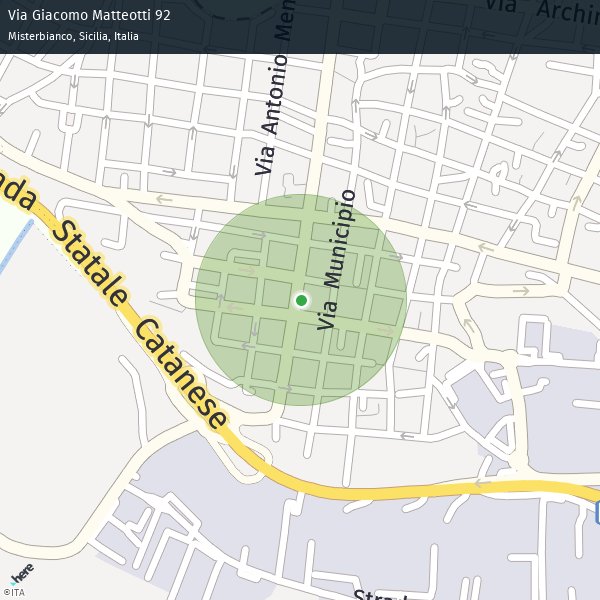 Via Giacomo Matteotti 92
Misterbianco, Sicilia, Italia
Via Archim
Via Antonio Men
Via Municipio
ada Statale Catanese
Strad
here
©ITA